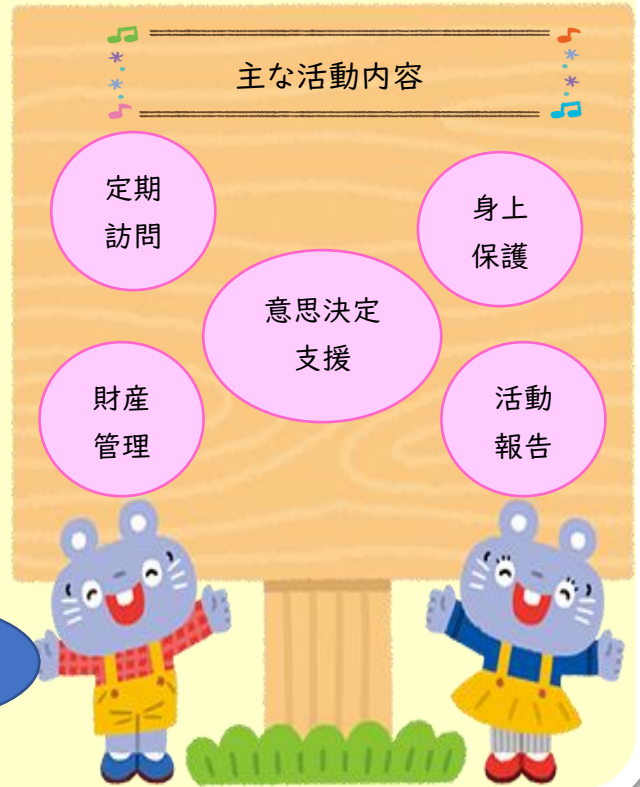 主な活動内容
定期
訪問
身上
保護
意思決定
支援
財産
管理
活動
報告